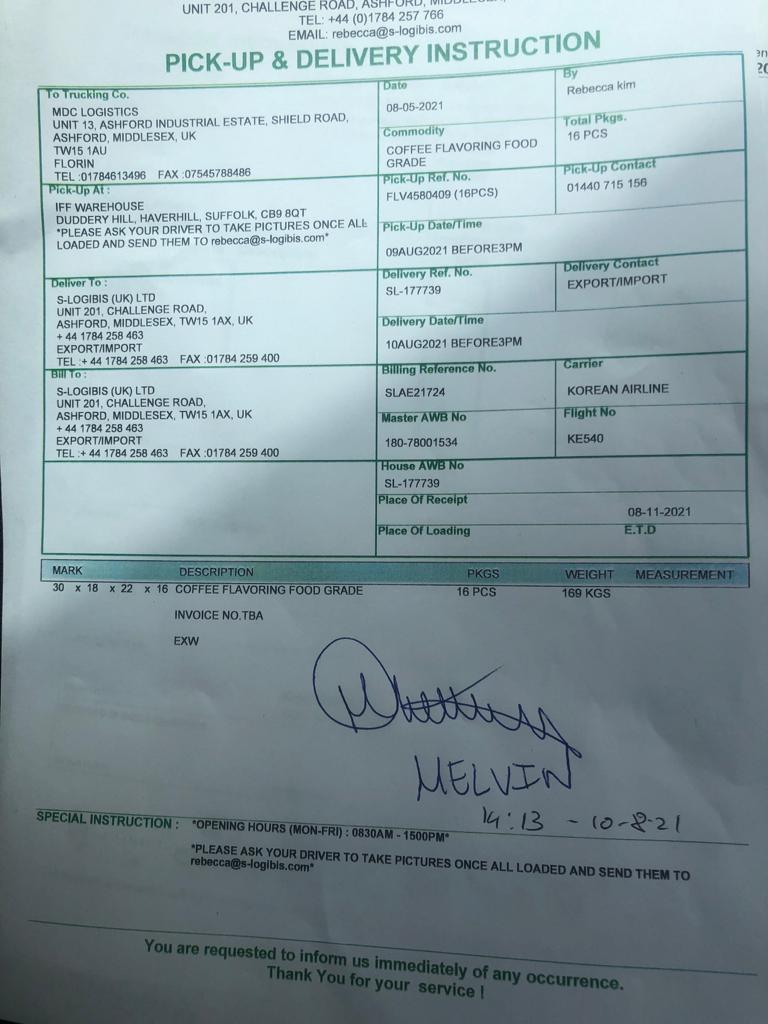 UNIT 201, CHALLENGE ROAD, ASHFORD,
TEL: +44 (0)1784 257 766
EMAIL: rebecca@s-logibis.com
PICK-UP & DELIVERY INSTRUCTION
To Trucking Co.
MDC LOGISTICS
UNIT 13, ASHFORD INDUSTRIAL ESTATE, SHIELD ROAD,
ASHFORD, MIDDLESEX, UK
TW15 1AU
FLORIN
TEL :01784613496 FAX :07545788486
Date
08-05-2021
By
Rebecca kim
Commodity
COFFEE FLAVORING FOOD
GRADE
Total Pkgs.
16 PCS
Pick-Up At :
IFF WAREHOUSE
DUDDERY HILL, HAVERHILL, SUFFOLK, CB9 8QT
*PLEASE ASK YOUR DRIVER TO TAKE PICTURES ONCE ALL
LOADED AND SEND THEM TO rebecca@s-logibis.com*
Pick-Up Ref. No.
FLV4580409 (16PCS)
Pick-Up Contact
01440 715 156
Pick-Up Date/Time
09AUG2021 BEFORE3PM
Deliver To :
S-LOGIBIS (UK) LTD
UNIT 201, CHALLENGE ROAD,
ASHFORD, MIDDLESEX, TW15 1AX, UK
+ 44 1784 258 463
EXPORT/IMPORT
TEL :+ 44 1784 258 463 FAX :01784 259 400
Delivery Ref. No.
SL-177739
Delivery Contact
EXPORT/IMPORT
Delivery Date/Time
10AUG2021 BEFORE3PM
Bill To :
S-LOGIBIS (UK) LTD
UNIT 201, CHALLENGE ROAD,
ASHFORD, MIDDLESEX, TW15 1AX, UK
+ 44 1784 258 463
EXPORT/IMPORT
TEL :+ 44 1784 258 463 FAX :01784 259 400
Billing Reference No.
SLAE21724
Carrier
KOREAN AIRLINE
Master AWB No
180-78001534
Flight No
KE540
House AWB No
SL-177739
Place Of Receipt
08-11-2021
Place Of Loading E.T.D
MARK DESCRIPTION PKGS WEIGHT MEASUREMENT
30 x 18 x 22 x 16 COFFEE FLAVORING FOOD GRADE 16 PCS 169 KGS
INVOICE NO.TBA
EXW
MELVIN
14:13 - 10-8-21
SPECIAL INSTRUCTION : *OPENING HOURS (MON-FRI) : 0830AM - 1500PM*
*PLEASE ASK YOUR DRIVER TO TAKE PICTURES ONCE ALL LOADED AND SEND THEM TO
rebecca@s-logibis.com*
You are requested to inform us immediately of any occurrence.
Thank You for your service !